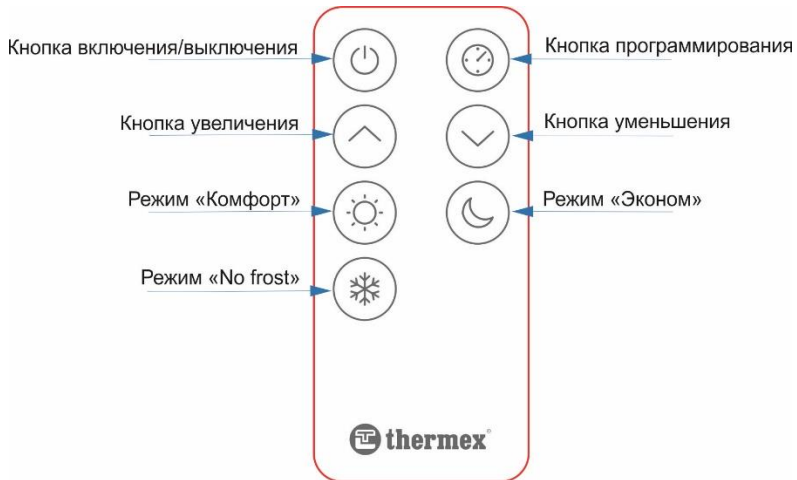 Кнопка включения/выключения
Кнопка программирования
Кнопка увеличения
Кнопка уменьшения
Режим «Комфорт»
Режим «Эконом»
Режим «No frost»
thermex®